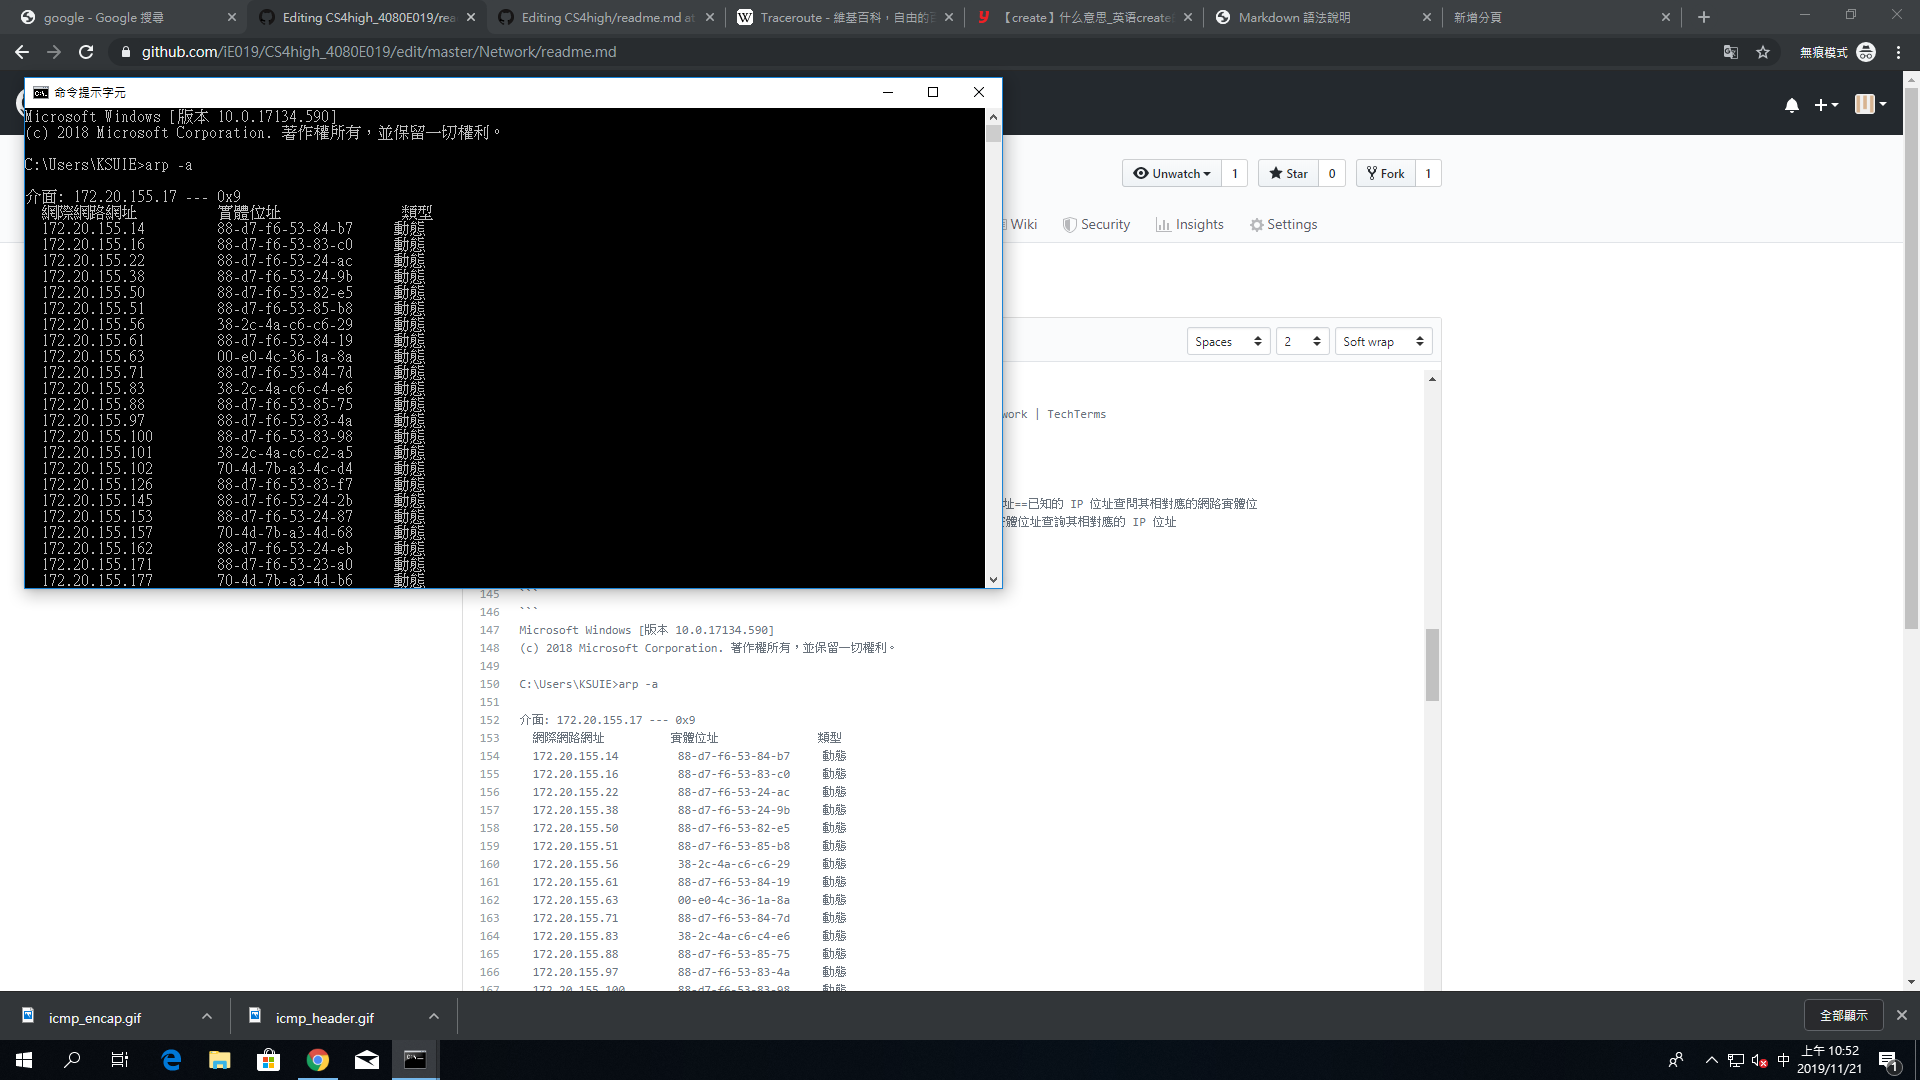 google - Google 搜尋
Editing CS4high_4080E019/rea
Editing CS4high/readme.md at
Traceroute - 維基百科，自由的百
【create】什么意思_英语create
Markdown 語法說明
新增分頁
github.com/iE019/CS4high_4080E019/edit/master/Network/readme.md
無痕模式
命令提示字元
Microsoft Windows [版本 10.0.17134.590]
(c) 2018 Microsoft Corporation. 著作權所有，並保留一切權利。
C:\Users\KSUIE>arp -a
介面: 172.20.155.17 --- 0x9
網際網路網址 實體位址 類型
172.20.155.14 88-d7-f6-53-84-b7 動態
172.20.155.16 88-d7-f6-53-83-c0 動態
172.20.155.22 88-d7-f6-53-24-ac 動態
172.20.155.38 88-d7-f6-53-24-9b 動態
172.20.155.50 88-d7-f6-53-82-e5 動態
172.20.155.51 88-d7-f6-53-85-b8 動態
172.20.155.56 38-2c-4a-c6-c6-29 動態
172.20.155.61 88-d7-f6-53-84-19 動態
172.20.155.63 00-e0-4c-36-1a-8a 動態
172.20.155.71 88-d7-f6-53-84-7d 動態
172.20.155.83 38-2c-4a-c6-c4-e6 動態
172.20.155.88 88-d7-f6-53-85-75 動態
172.20.155.97 88-d7-f6-53-83-4a 動態
172.20.155.100 88-d7-f6-53-83-98 動態
172.20.155.101 38-2c-4a-c6-c2-a5 動態
172.20.155.102 70-4d-7b-a3-4c-d4 動態
172.20.155.126 88-d7-f6-53-83-f7 動態
172.20.155.145 88-d7-f6-53-24-2b 動態
172.20.155.153 88-d7-f6-53-24-87 動態
172.20.155.157 70-4d-7b-a3-4d-68 動態
172.20.155.162 88-d7-f6-53-24-eb 動態
172.20.155.171 88-d7-f6-53-23-a0 動態
172.20.155.177 70-4d-7b-a3-4d-b6 動態
Unwatch 1
Star 0
Fork 1
Wiki
Security
Insights
Settings
Spaces
2
Soft wrap
work | TechTerms
址==已知的 IP 位址查問其相對應的網路實體位
實體位址查詢其相對應的 IP 位址
145 ```
146 ```
147 Microsoft Windows [版本 10.0.17134.590]
148 (c) 2018 Microsoft Corporation. 著作權所有，並保留一切權利。
149
150 C:\Users\KSUIE>arp -a
151
152 介面: 172.20.155.17 --- 0x9
153 網際網路網址 實體位址 類型
154 172.20.155.14 88-d7-f6-53-84-b7 動態
155 172.20.155.16 88-d7-f6-53-83-c0 動態
156 172.20.155.22 88-d7-f6-53-24-ac 動態
157 172.20.155.38 88-d7-f6-53-24-9b 動態
158 172.20.155.50 88-d7-f6-53-82-e5 動態
159 172.20.155.51 88-d7-f6-53-85-b8 動態
160 172.20.155.56 38-2c-4a-c6-c6-29 動態
161 172.20.155.61 88-d7-f6-53-84-19 動態
162 172.20.155.63 00-e0-4c-36-1a-8a 動態
163 172.20.155.71 88-d7-f6-53-84-7d 動態
164 172.20.155.83 38-2c-4a-c6-c4-e6 動態
165 172.20.155.88 88-d7-f6-53-85-75 動態
166 172.20.155.97 88-d7-f6-53-83-4a 動態
167 172.20.155.100 88-d7-f6-53-83-98 動態
icmp_encap.gif
icmp_header.gif
全部顯示
中
上午 10:52
2019/11/21
1